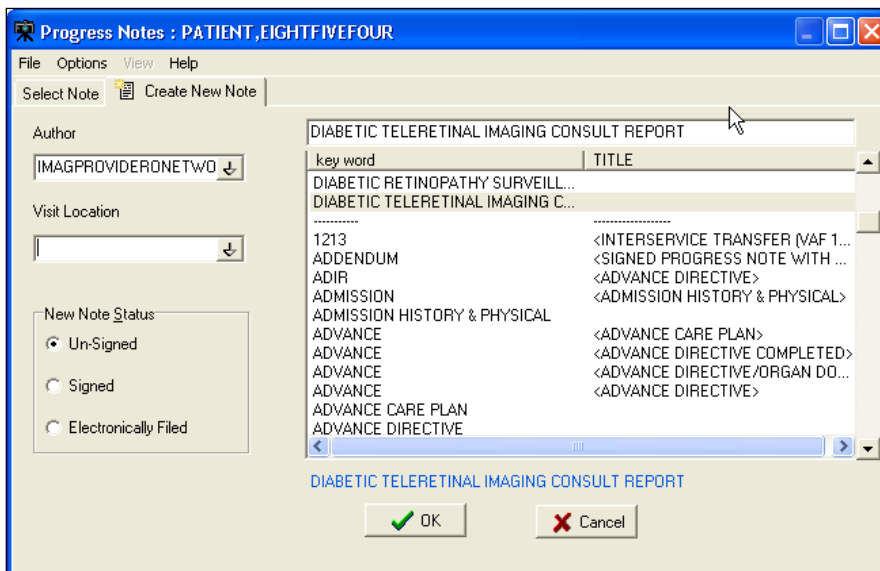 Progress Notes : PATIENT,EIGHTFIVEFOUR
File Options View Help
Select Note Create New Note
Author
IMAGPROVIDERONETWO
Visit Location
New Note Status
Un-Signed
Signed
Electronically Filed
DIABETIC TELERETINAL IMAGING CONSULT REPORT
key word TITLE
DIABETIC RETINOPATHY SURVEILL...
DIABETIC TELERETINAL IMAGING C...
----------- -------------------
1213 <INTERSERVICE TRANSFER (VAF 1...
ADDENDUM <SIGNED PROGRESS NOTE WITH ...
ADIR <ADVANCE DIRECTIVE>
ADMISSION <ADMISSION HISTORY & PHYSICAL>
ADMISSION HISTORY & PHYSICAL
ADVANCE <ADVANCE CARE PLAN>
ADVANCE <ADVANCE DIRECTIVE COMPLETED>
ADVANCE <ADVANCE DIRECTIVE/ORGAN DO...
ADVANCE <ADVANCE DIRECTIVE>
ADVANCE CARE PLAN
ADVANCE DIRECTIVE
DIABETIC TELERETINAL IMAGING CONSULT REPORT
OK Cancel